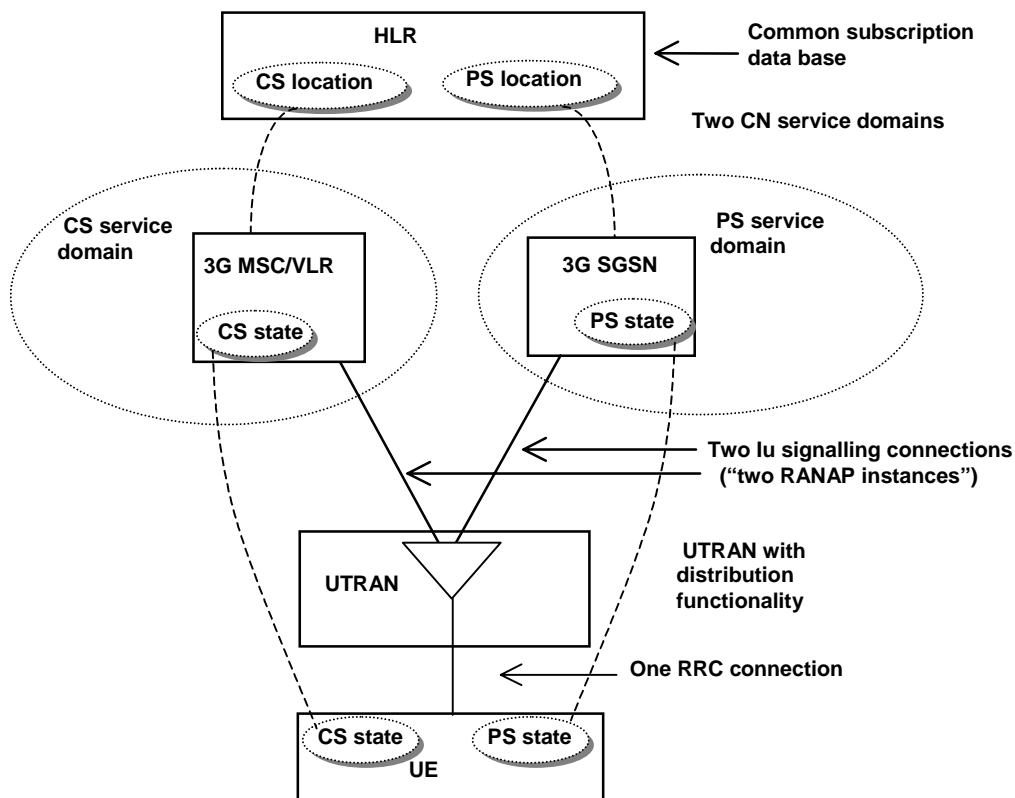 HLR
Common subscription
data base
CS location
PS location
Two CN service domains
CS service
domain
PS service
domain
3G MSC/VLR
3G SGSN
CS state
PS state
Two Iu signalling connections
(“two RANAP instances”)
UTRAN
UTRAN with
distribution
functionality
One RRC connection
CS state
PS state
UE